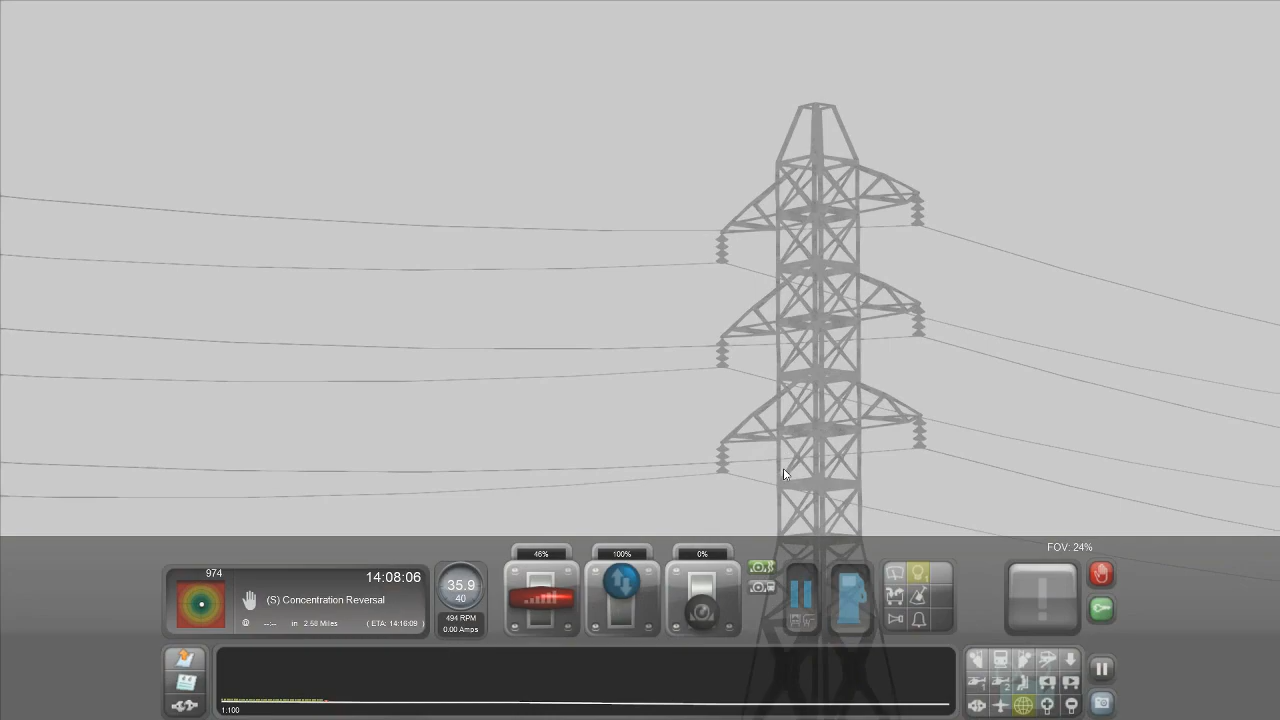 FOV: 24%
46%
100%
0%
974
14:08:06
(S) Concentration Reversal
@ --:-- in 2.58 Miles ( ETA: 14:16:09 )
35.9
40
494 RPM
0.00 Amps
1:100